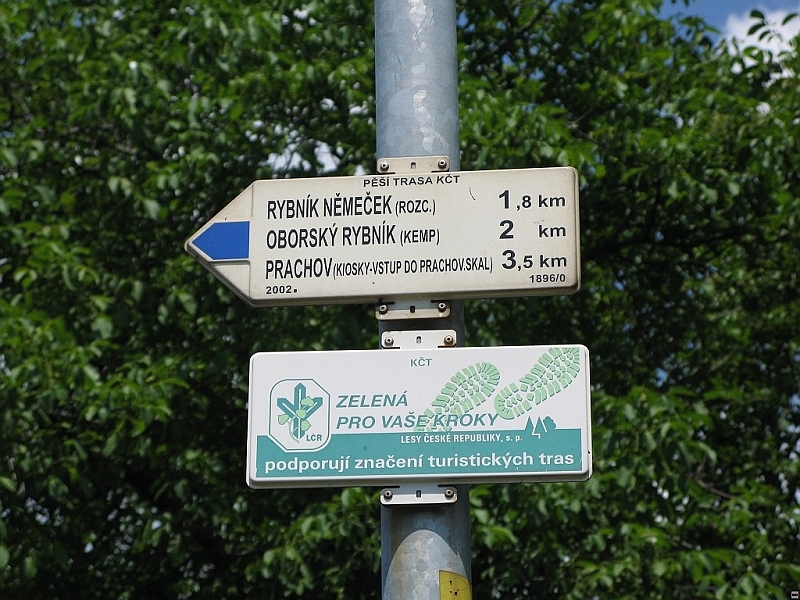 PĚŠÍ TRASA KČT
RYBNÍK NĚMEČEK (ROZC.) 1,8 km
OBORSKÝ RYBNÍK (KEMP) 2 km
PRACHOV (KIOSKY-VSTUP DO PRACHOV.SKAL) 3,5 km
2002. 1896/0
KČT
ZELENÁ
PRO VAŠE KROKY
LČR
LESY ČESKÉ REPUBLIKY, s. p.
podporují značení turistických tras